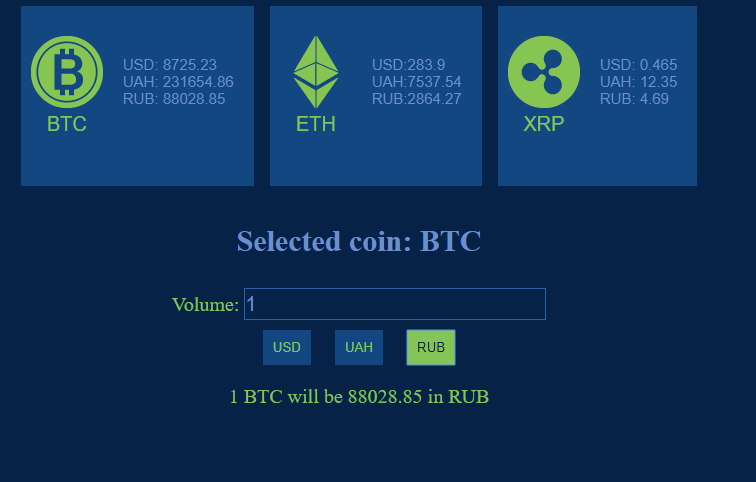 USD: 8725.23
UAH: 231654.86
RUB: 88028.85
BTC
USD:283.9
UAH:7537.54
RUB:2864.27
ETH
USD: 0.465
UAH: 12.35
RUB: 4.69
XRP
Selected coin: BTC
Volume: 1
USD UAH RUB
1 BTC will be 88028.85 in RUB